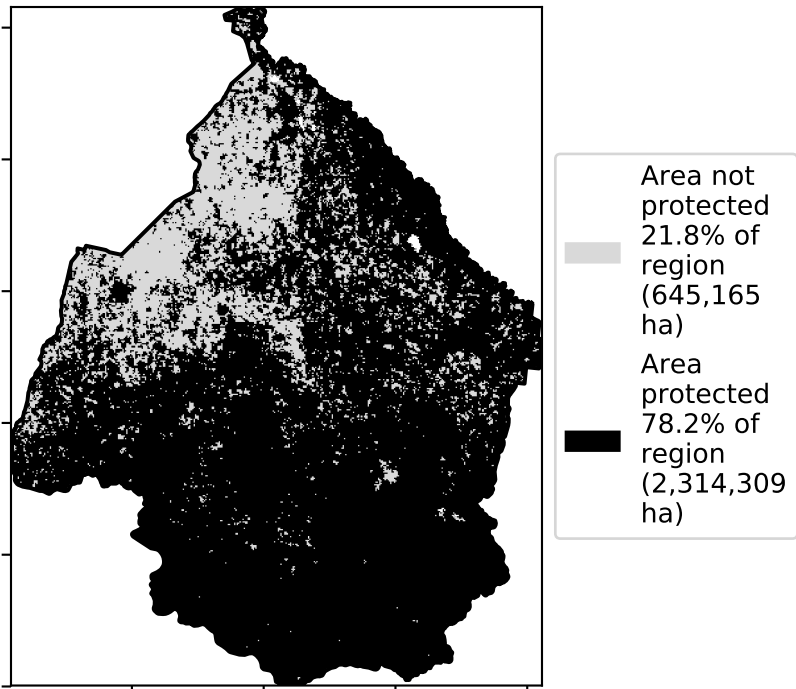 Area not
protected
21.8% of
region
(645,165
ha)
Area
protected
78.2% of
region
(2,314,309
ha)